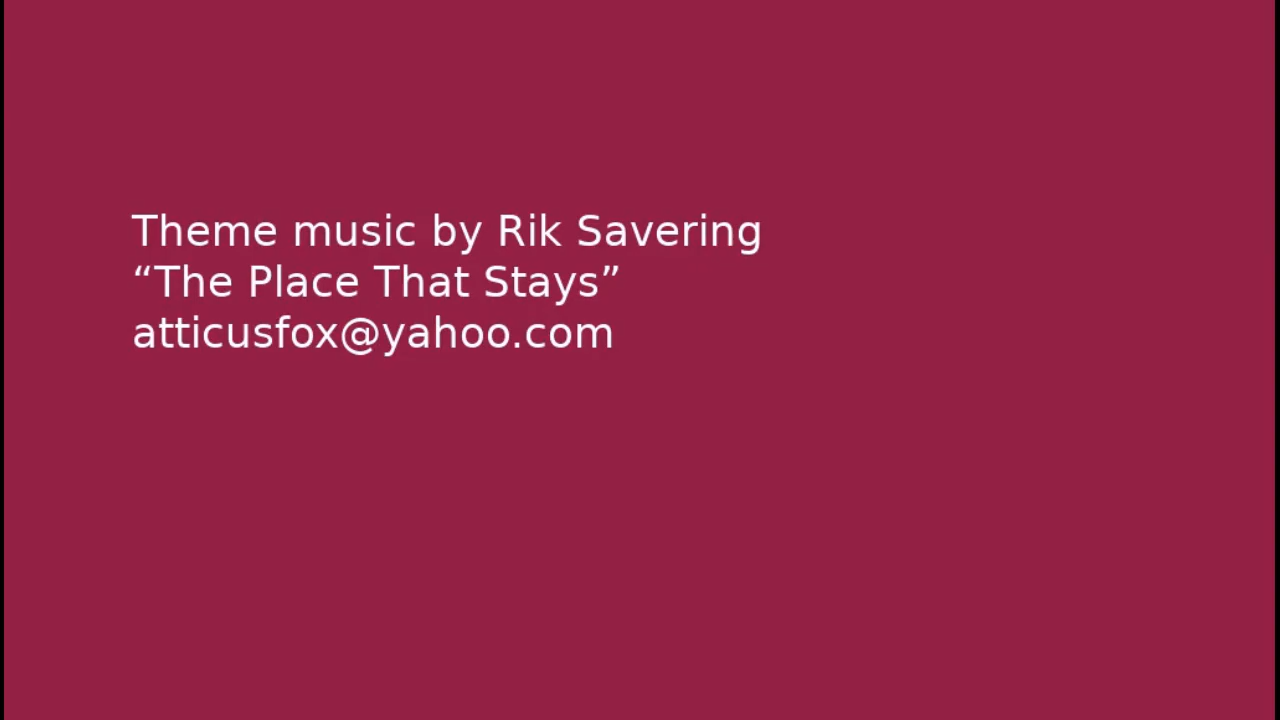 Theme music by Rik Savering
“The Place That Stays”
atticusfox@yahoo.com